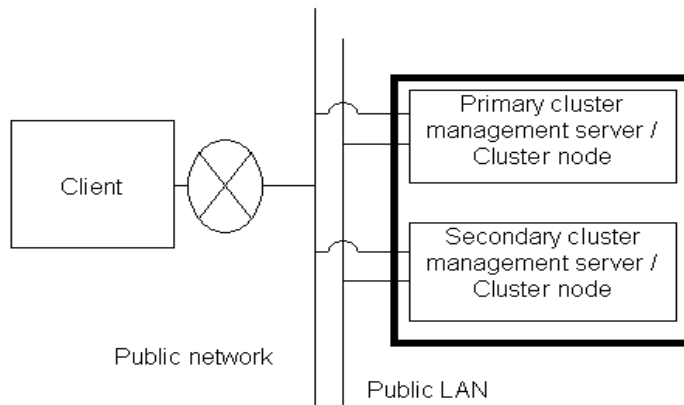 Client
Primary cluster
management server /
Cluster node
Secondary cluster
management server /
Cluster node
Public network
Public LAN